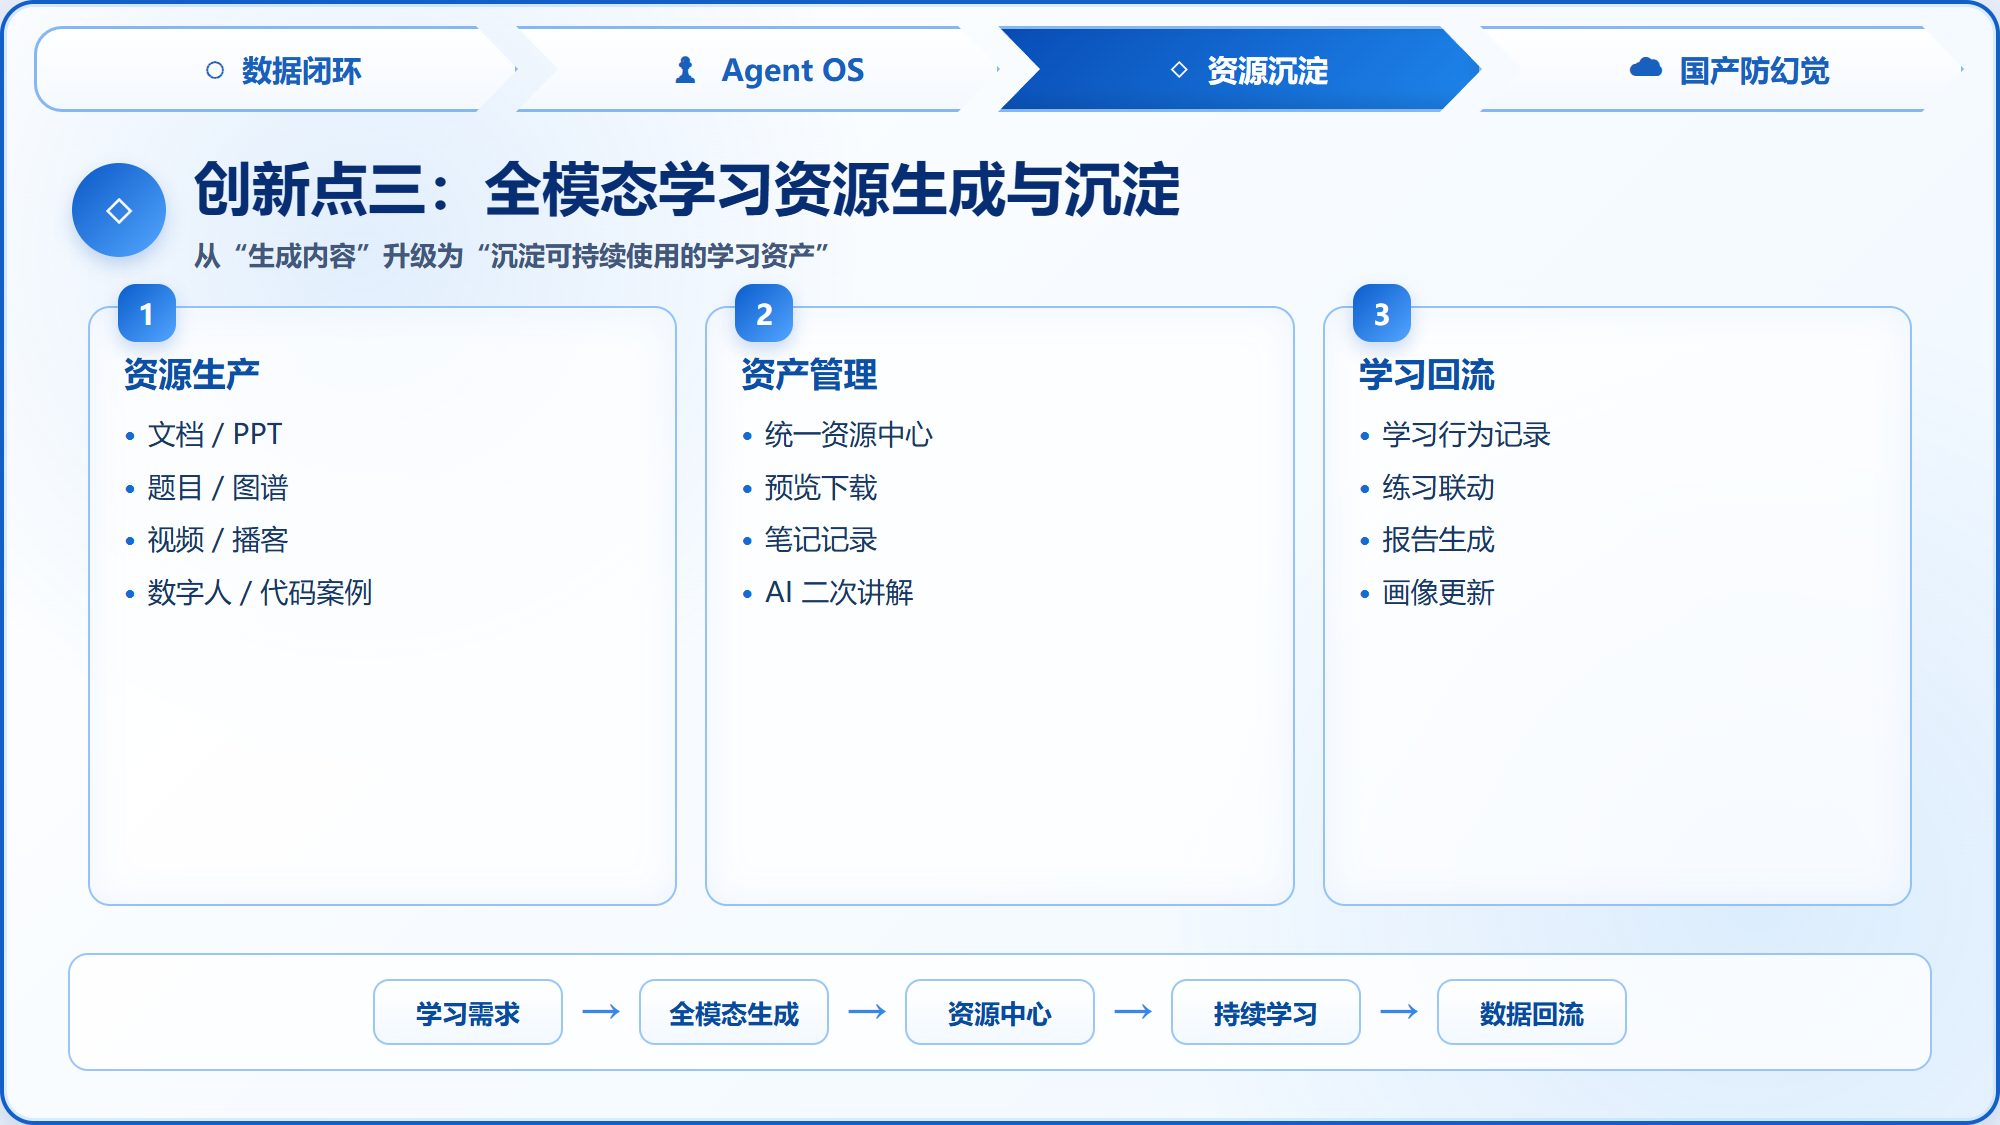 数据闭环
Agent OS
资源沉淀
国产防幻觉
创新点三：全模态学习资源生成与沉淀
从“生成内容”升级为“沉淀可持续使用的学习资产”
1
资源生产
• 文档 / PPT
• 题目 / 图谱
• 视频 / 播客
• 数字人 / 代码案例
2
资产管理
• 统一资源中心
• 预览下载
• 笔记记录
• AI 二次讲解
3
学习回流
• 学习行为记录
• 练习联动
• 报告生成
• 画像更新
学习需求 → 全模态生成 → 资源中心 → 持续学习 → 数据回流